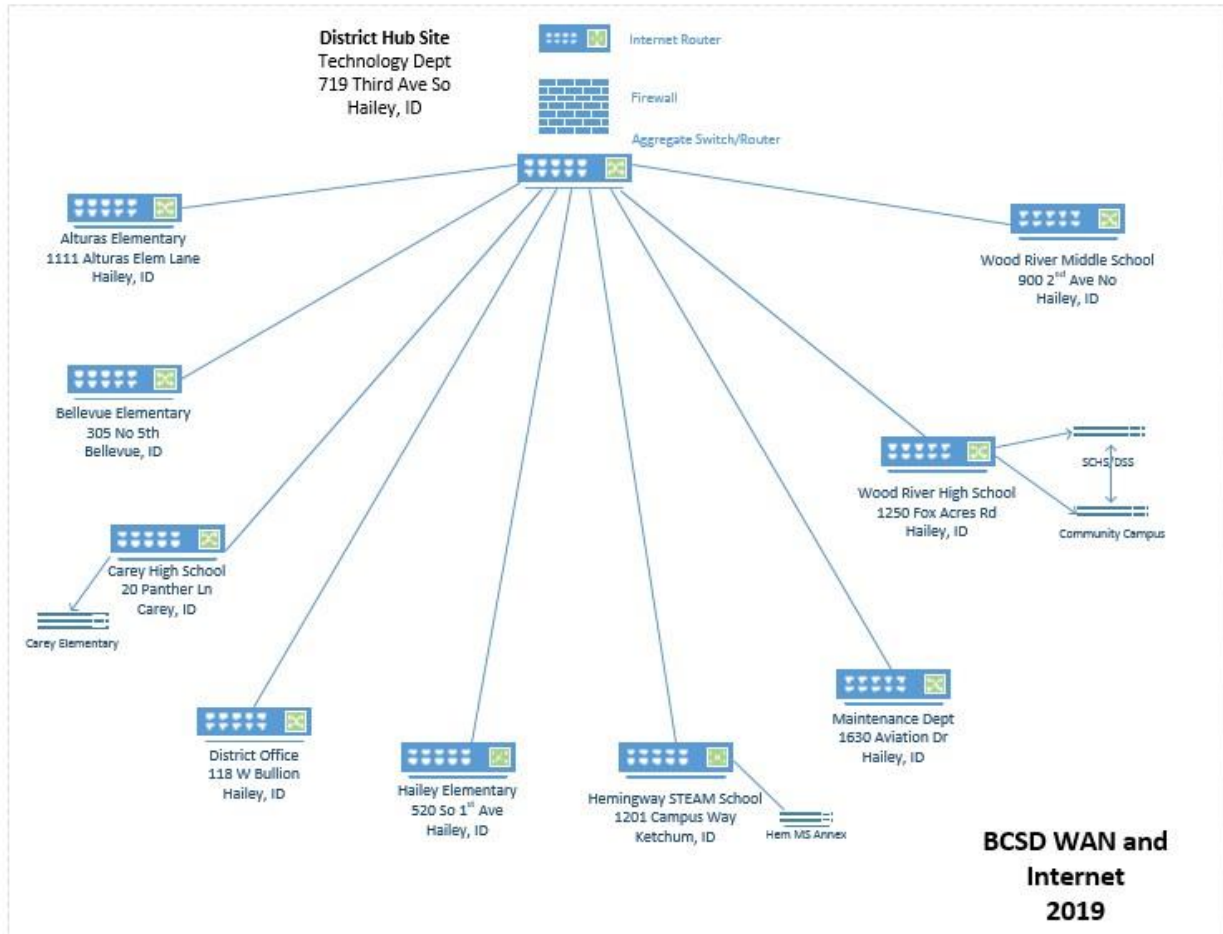 District Hub Site
Technology Dept
719 Third Ave So
Hailey, ID
Internet Router
Firewall
Aggregate Switch/Router
Alturas Elementary
1111 Alturas Elem Lane
Hailey, ID
Wood River Middle School
900 2nd Ave No
Hailey, ID
Bellevue Elementary
305 No 5th
Bellevue, ID
Wood River High School
1250 Fox Acres Rd
Hailey, ID
SCHS/DSS
Community Campus
Carey High School
20 Panther Ln
Carey, ID
Carey Elementary
District Office
118 W Bullion
Hailey, ID
Hailey Elementary
520 So 1st Ave
Hailey, ID
Hemingway STEAM School
1201 Campus Way
Ketchum, ID
Hem MS Annex
Maintenance Dept
1630 Aviation Dr
Hailey, ID
BCSD WAN and
Internet
2019